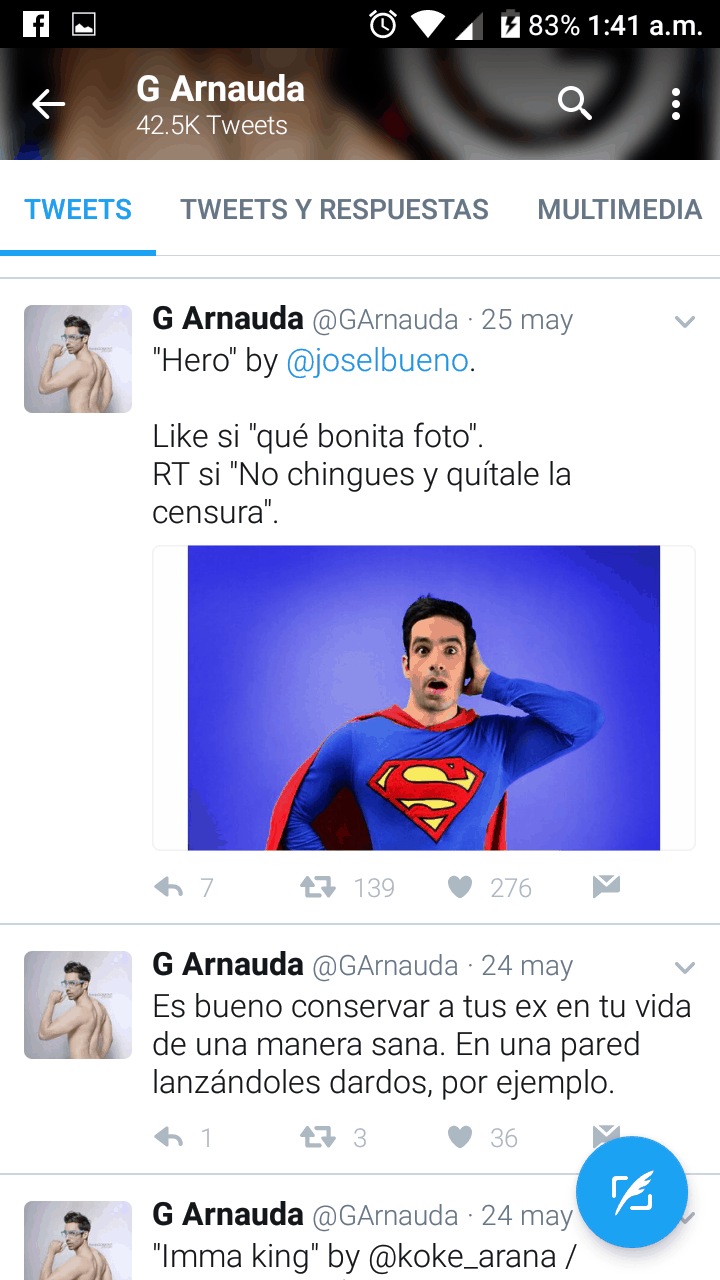 83% 1:41 a.m.
G Arnauda
42.5K Tweets
TWEETS TWEETS Y RESPUESTAS MULTIMEDIA
G Arnauda @GArnauda · 25 may
"Hero" by @joselbueno.
Like si "qué bonita foto".
RT si "No chingues y quítale la
censura".
7 139 276
G Arnauda @GArnauda · 24 may
Es bueno conservar a tus ex en tu vida
de una manera sana. En una pared
lanzándoles dardos, por ejemplo.
1 3 36
G Arnauda @GArnauda · 24 may
"Imma king" by @koke_arana /